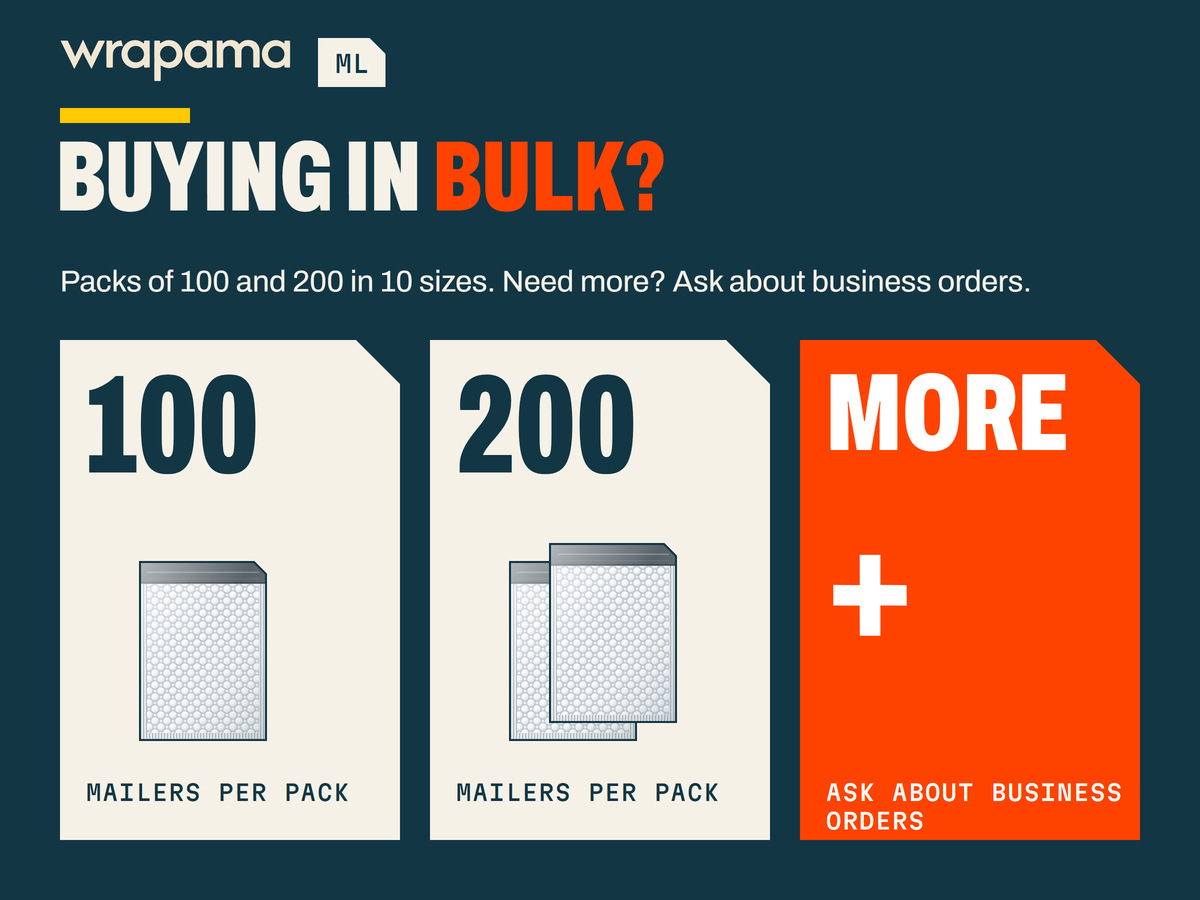 wrapama
ML
BUYING IN BULK?
Packs of 100 and 200 in 10 sizes. Need more? Ask about business orders.
100
MAILERS PER PACK
200
MAILERS PER PACK
MORE
+
ASK ABOUT BUSINESS
ORDERS